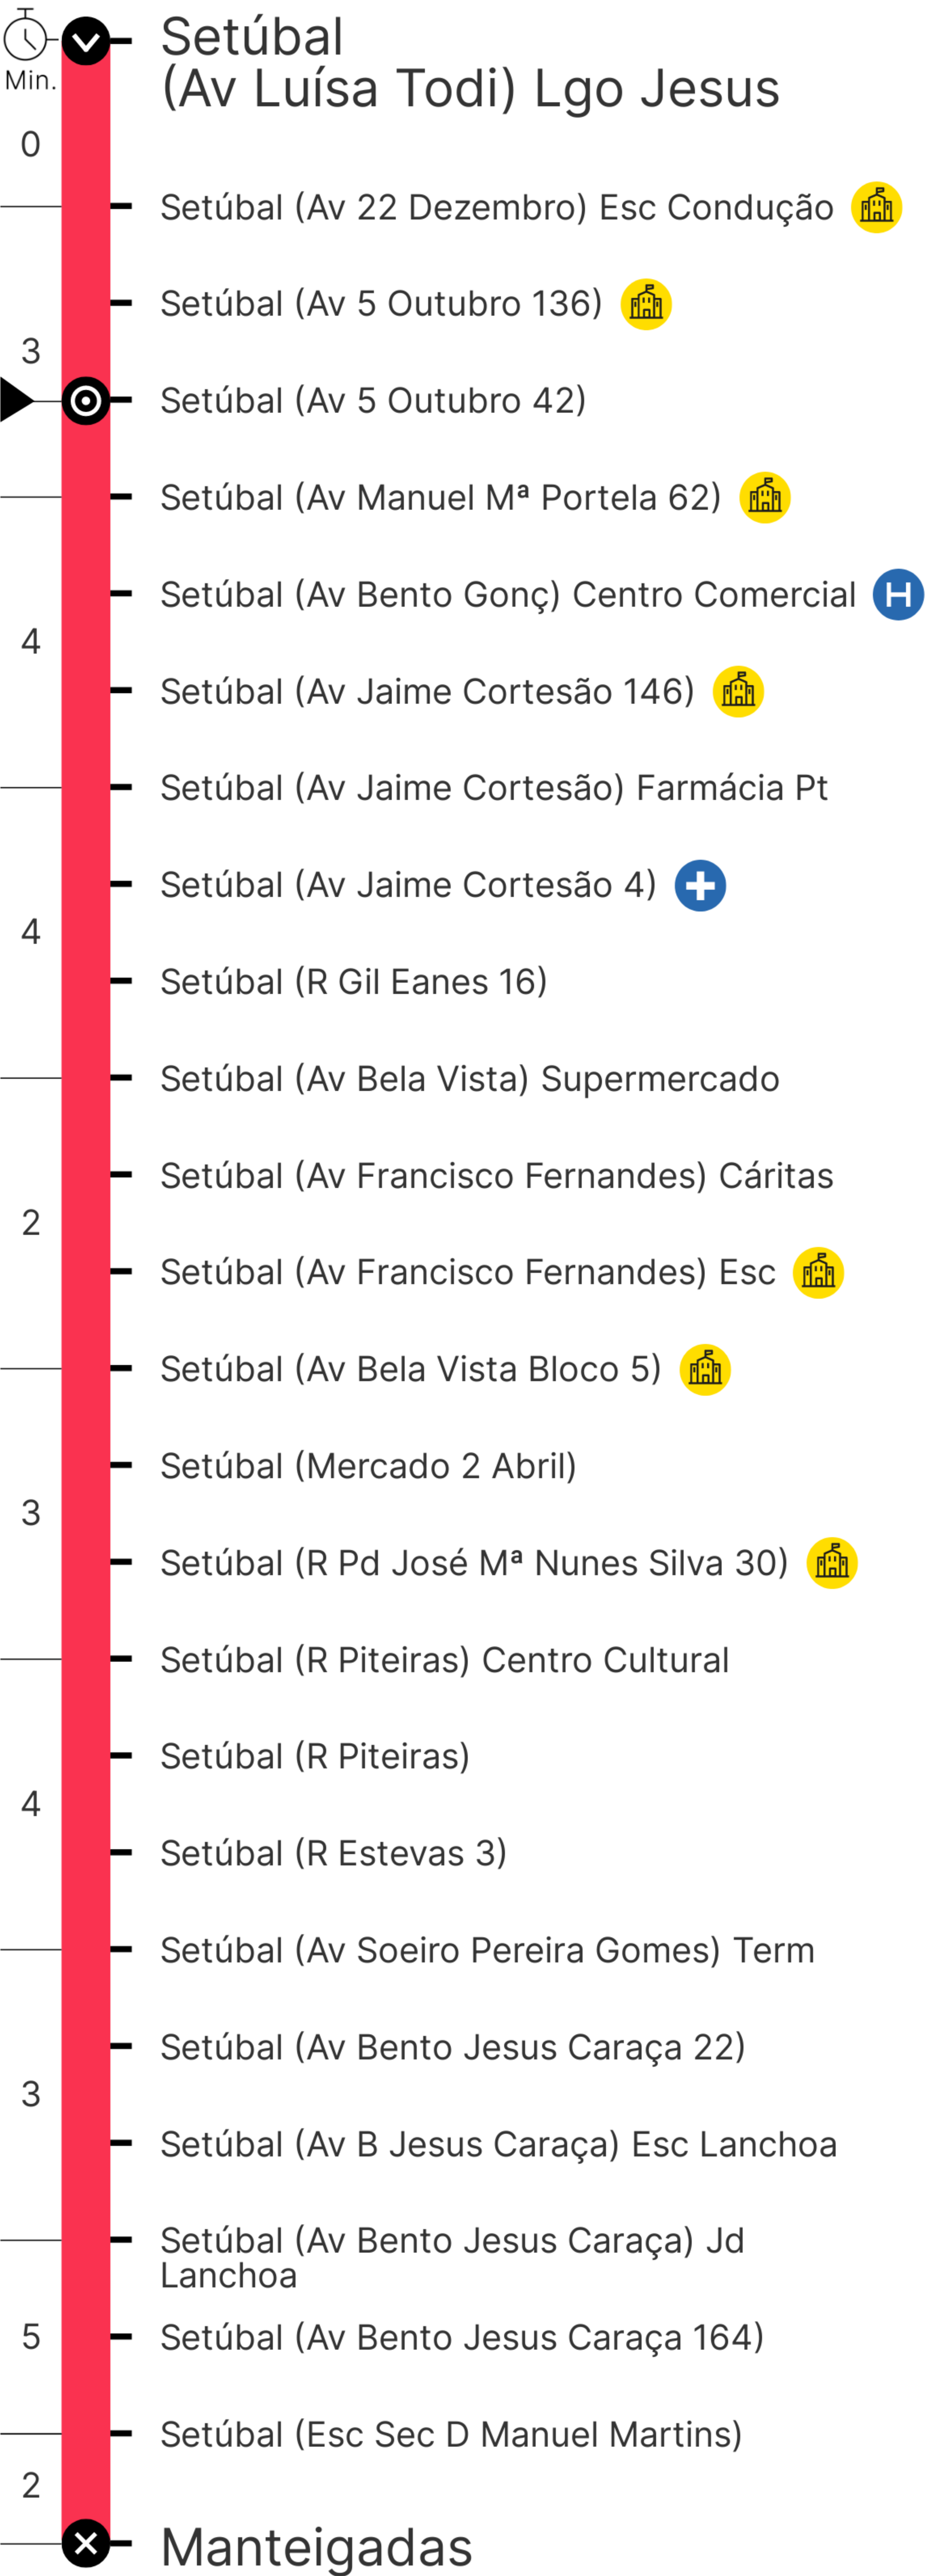 Setúbal
(Av Luísa Todi) Lgo Jesus
Min.
0
Setúbal (Av 22 Dezembro) Esc Condução
Setúbal (Av 5 Outubro 136)
3
Setúbal (Av 5 Outubro 42)
Setúbal (Av Manuel Mª Portela 62)
Setúbal (Av Bento Gonç) Centro Comercial H
4
Setúbal (Av Jaime Cortesão 146)
Setúbal (Av Jaime Cortesão) Farmácia Pt
Setúbal (Av Jaime Cortesão 4)
4
Setúbal (R Gil Eanes 16)
Setúbal (Av Bela Vista) Supermercado
Setúbal (Av Francisco Fernandes) Cáritas
2
Setúbal (Av Francisco Fernandes) Esc
Setúbal (Av Bela Vista Bloco 5)
Setúbal (Mercado 2 Abril)
3
Setúbal (R Pd José Mª Nunes Silva 30)
Setúbal (R Piteiras) Centro Cultural
Setúbal (R Piteiras)
4
Setúbal (R Estevas 3)
Setúbal (Av Soeiro Pereira Gomes) Term
Setúbal (Av Bento Jesus Caraça 22)
3
Setúbal (Av B Jesus Caraça) Esc Lanchoa
Setúbal (Av Bento Jesus Caraça) Jd
Lanchoa
5 Setúbal (Av Bento Jesus Caraça 164)
Setúbal (Esc Sec D Manuel Martins)
2
Manteigadas